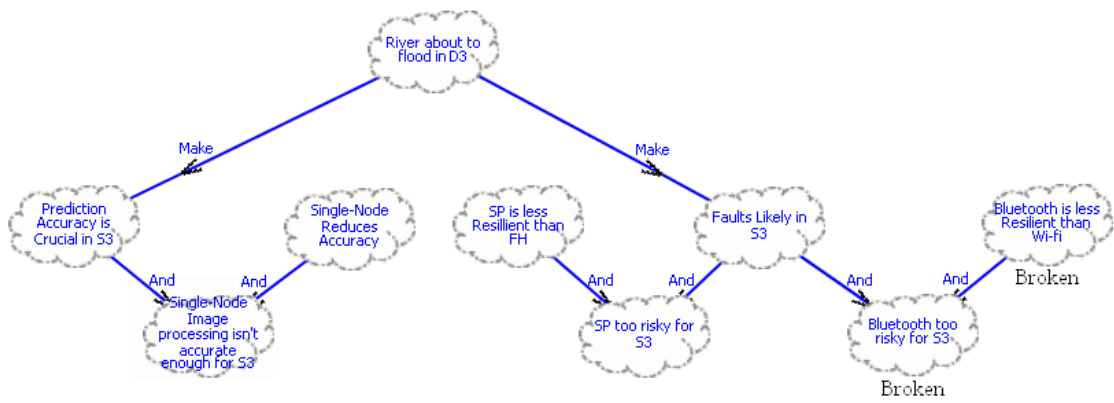 River about to
flood in D3
Make
Make
Prediction
Accuracy is
Crucial in S3
Single-Node
Reduces
Accuracy
SP is less
Resilient than
FH
Faults Likely in
S3
Bluetooth is less
Resilient than
Wi-fi
Broken
And
And
And
And
And
And
Single-Node
Image
processing isn't
accurate
enough for S3
SP too risky for
S3
Bluetooth too
risky for S3
Broken